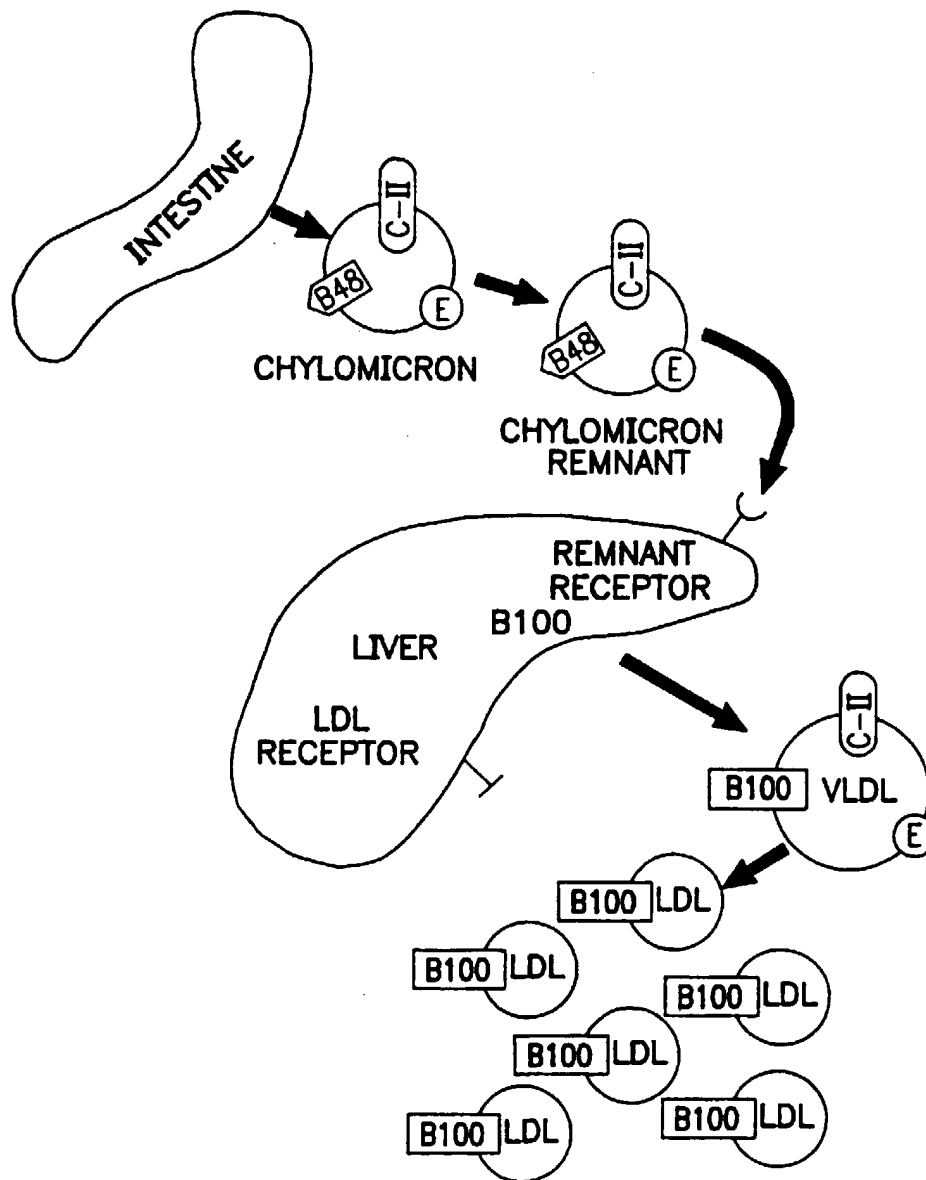 INTESTINE
C-II
B48
E
CHYLOMICRON
C-II
B48
E
CHYLOMICRON
REMNANT
REMNANT
RECEPTOR
B100
LIVER
LDL
RECEPTOR
C-II
B100 VLDL
E
B100 LDL
B100 LDL
B100 LDL
B100 LDL
B100 LDL
B100 LDL